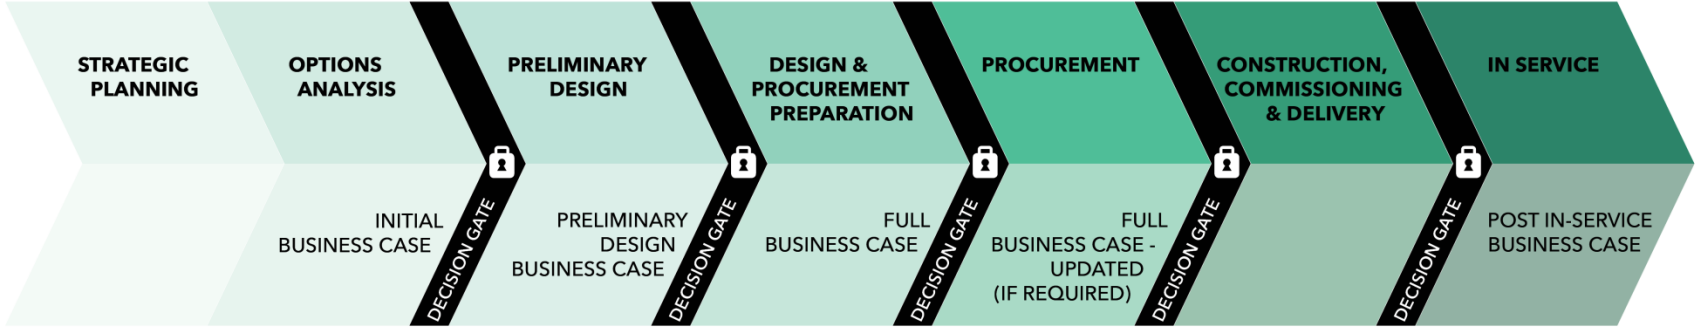 STRATEGIC
PLANNING
OPTIONS
ANALYSIS
PRELIMINARY
DESIGN
DESIGN &
PROCUREMENT
PREPARATION
PROCUREMENT
CONSTRUCTION,
COMMISSIONING
& DELIVERY
IN SERVICE
INITIAL
BUSINESS CASE
DECISION GATE
PRELIMINARY
DESIGN
BUSINESS CASE
DECISION GATE
FULL
BUSINESS CASE
DECISION GATE
FULL
BUSINESS CASE -
UPDATED
(IF REQUIRED)
DECISION GATE
DECISION GATE
POST IN-SERVICE
BUSINESS CASE